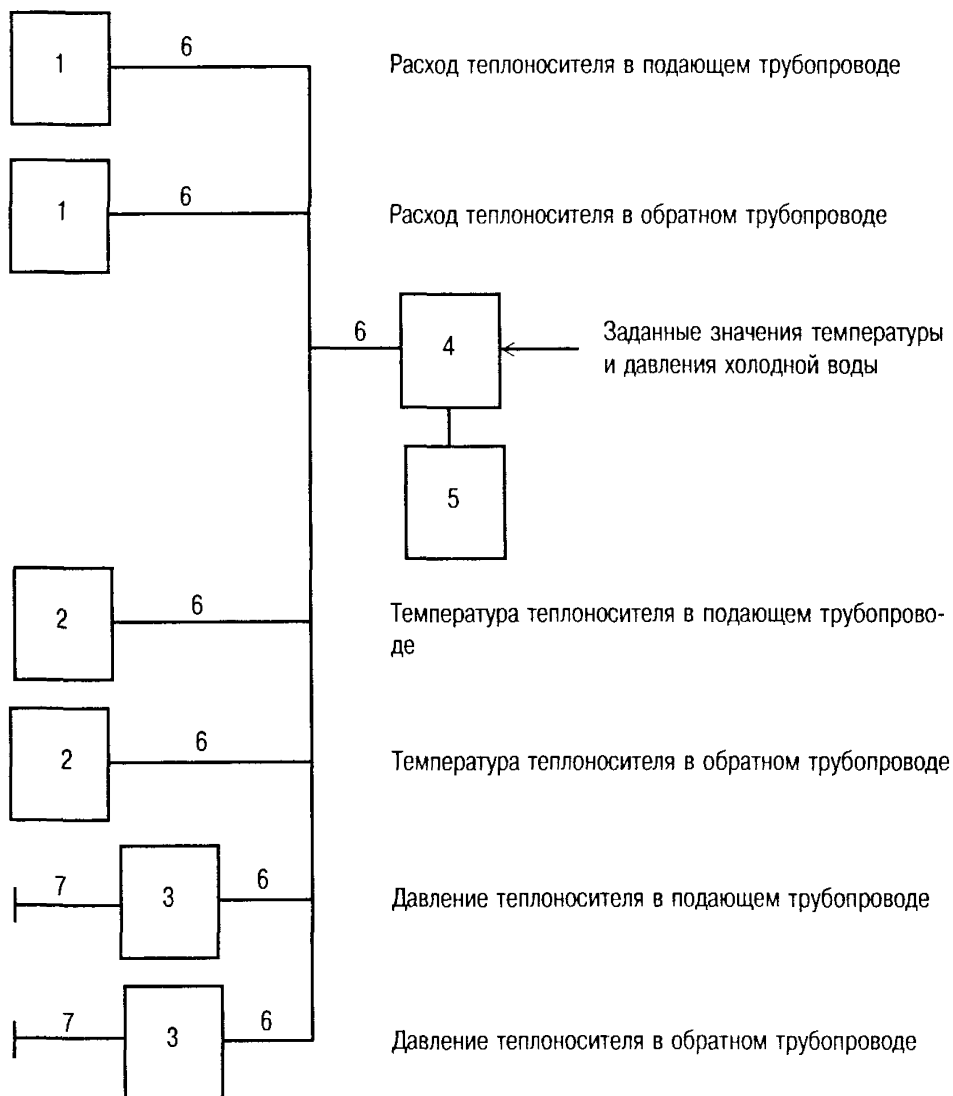 1 6 Расход теплоносителя в подающем трубопроводе
1 6 Расход теплоносителя в обратном трубопроводе
6 4 Заданные значения температуры
и давления холодной воды
5
2 6 Температура теплоносителя в подающем трубопрово-
де
2 6 Температура теплоносителя в обратном трубопроводе
7 3 6 Давление теплоносителя в подающем трубопроводе
7 3 6 Давление теплоносителя в обратном трубопроводе